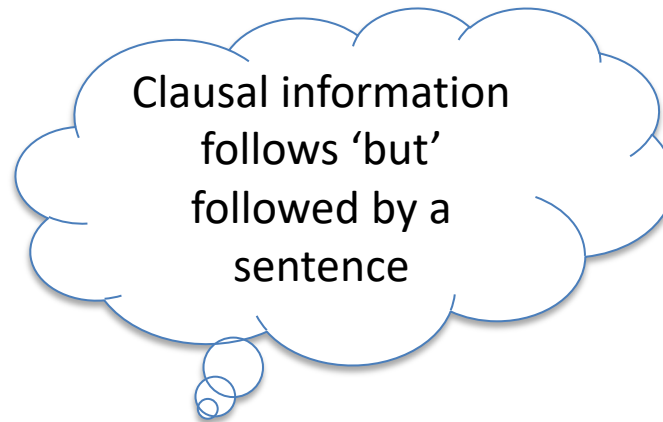 Clausal information
follows ‘but’
followed by a
sentence